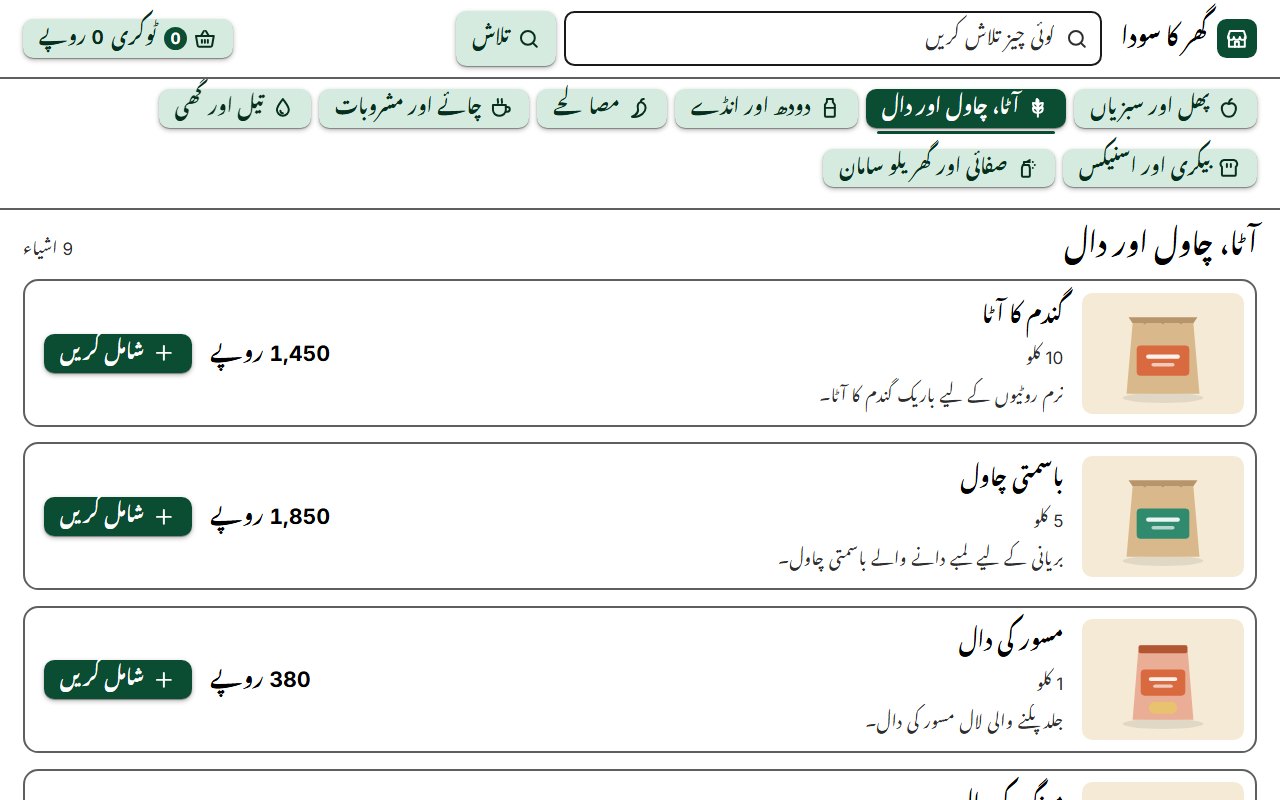 گھر کا سودا
کوئی چیز تلاش کریں
تلاش
0 ٹوکری 0 روپے
پھل اور سبزیاں
آٹا، چاول اور دال
دودھ اور انڈے
مصالحے
چائے اور مشروبات
تیل اور گھی
بیکری اور اسنیکس
صفائی اور گھریلو سامان
آٹا، چاول اور دال
9 اشیاء
گندم کا آٹا
10 کلو
نرم روٹیوں کے لیے باریک گندم کا آٹا۔
1,450 روپے
شامل کریں
باسمتی چاول
5 کلو
بریانی کے لیے لمبے دانے والے باسمتی چاول۔
1,850 روپے
شامل کریں
مسور کی دال
1 کلو
جلد پکنے والی لال مسور کی دال۔
380 روپے
شامل کریں